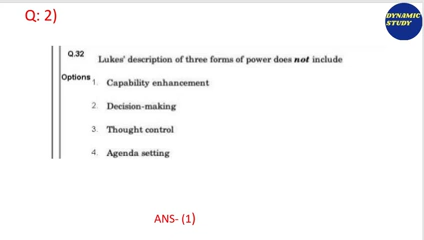 Q: 2)
DYNAMIC
STUDY
Q.32
Lukes' description of three forms of power does not include
Options
1. Capability enhancement
2. Decision-making
3. Thought control
4. Agenda setting
ANS- (1)